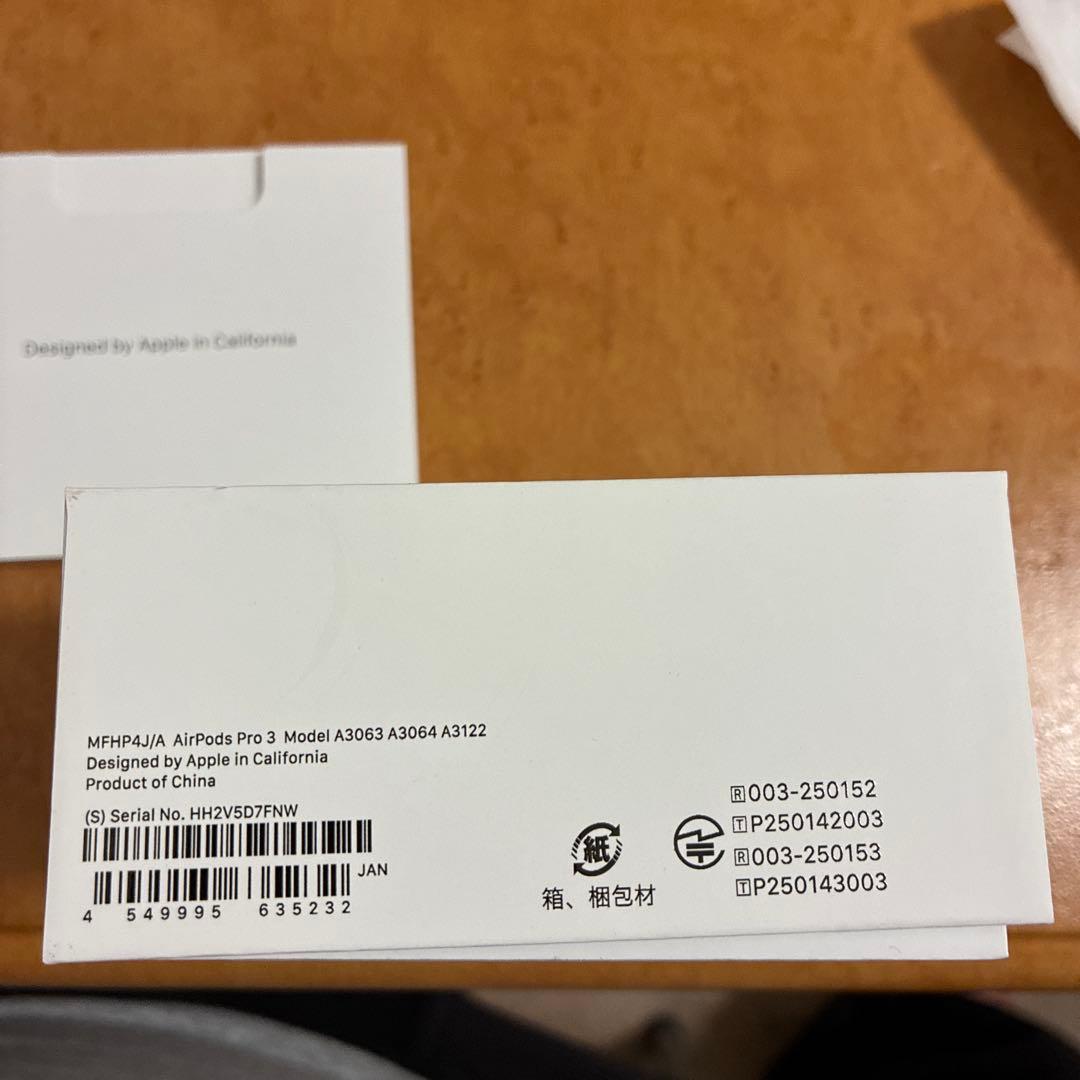 Designed by Apple in California
MFHP4J/A AirPods Pro 3 Model A3063 A3064 A3122
Designed by Apple in California
Product of China
(S) Serial No. HH2V5D7FNW
JAN
4 549995 635232
紙
箱、梱包材
R003-250152
TP250142003
R003-250153
TP250143003